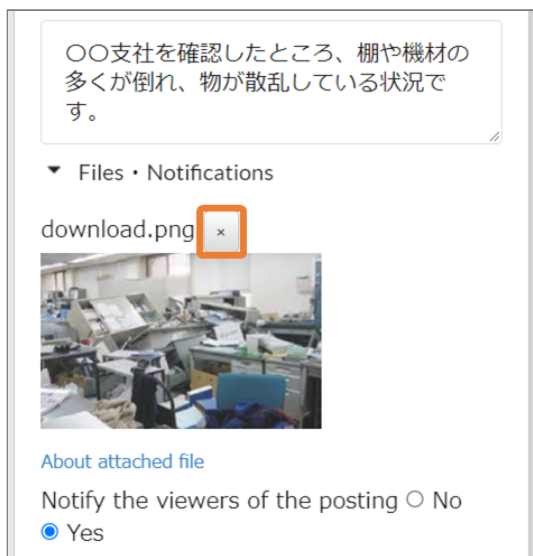 〇〇支社を確認したところ、棚や機材の
多くが倒れ、物が散乱している状況で
す。
▼ Files・Notifications
download.png ×
About attached file
Notify the viewers of the posting ○ No
Yes